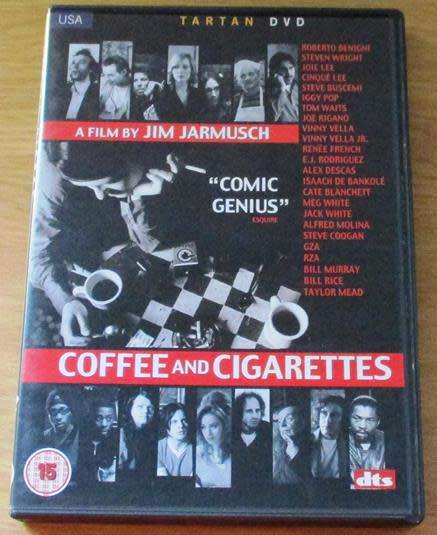 USA
TARTAN DVD
ROBERTO BENIGNI
STEVEN WRIGHT
JOIE LEE
CINQUÉ LEE
STEVE BUSCEMI
IGGY POP
TOM WAITS
JOE RIGANO
VINNY VELLA
VINNY VELLA JR.
RENEE FRENCH
E.J. RODRIGUEZ
ALEX DESCAS
ISAACH DE BANKOLÉ
CATE BLANCHETT
MEG WHITE
JACK WHITE
ALFRED MOLINA
STEVE COOGAN
GZA
RZA
BILL MURRAY
BILL RICE
TAYLOR MEAD
A FILM BY JIM JARMUSCH
"COMIC
GENIUS"
ESQUIRE
COFFEE AND CIGARETTES
15
dts